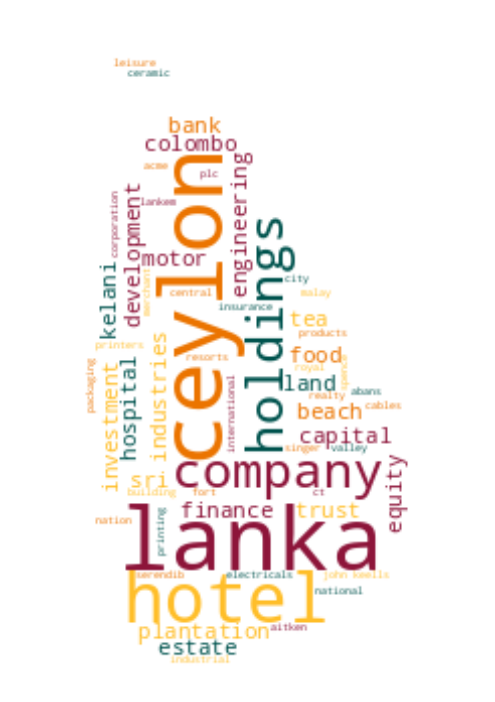 leisure
ceramic
bank
colombo
acme
plc
engineering
ceylon
development
corporation
lankem
holdings
motor
kelani
merchant
central
city
malay
insurance
tea
products
printers
industries
resorts
food
royal
spence
packaging
hospital
investment
international
land
abans
realty
beach
cables
capital
singer
valley
equity
company
sri
building
fort
ct
finance
trust
lanka
nation
printing
serendib
electricals
john keells
hotel
national
plantation
aitken
estate
industrial